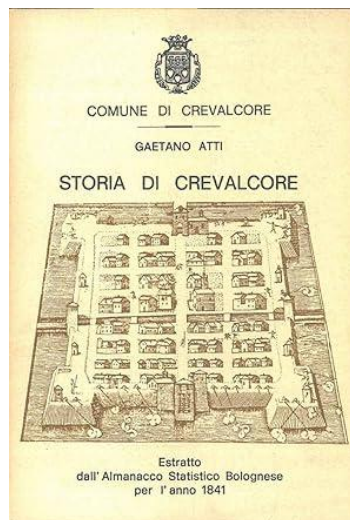 COMUNE DI CREVALCORE
GAETANO ATTI
STORIA DI CREVALCORE
Estratto
dall'Almanacco Statistico Bolognese
per l'anno 1841